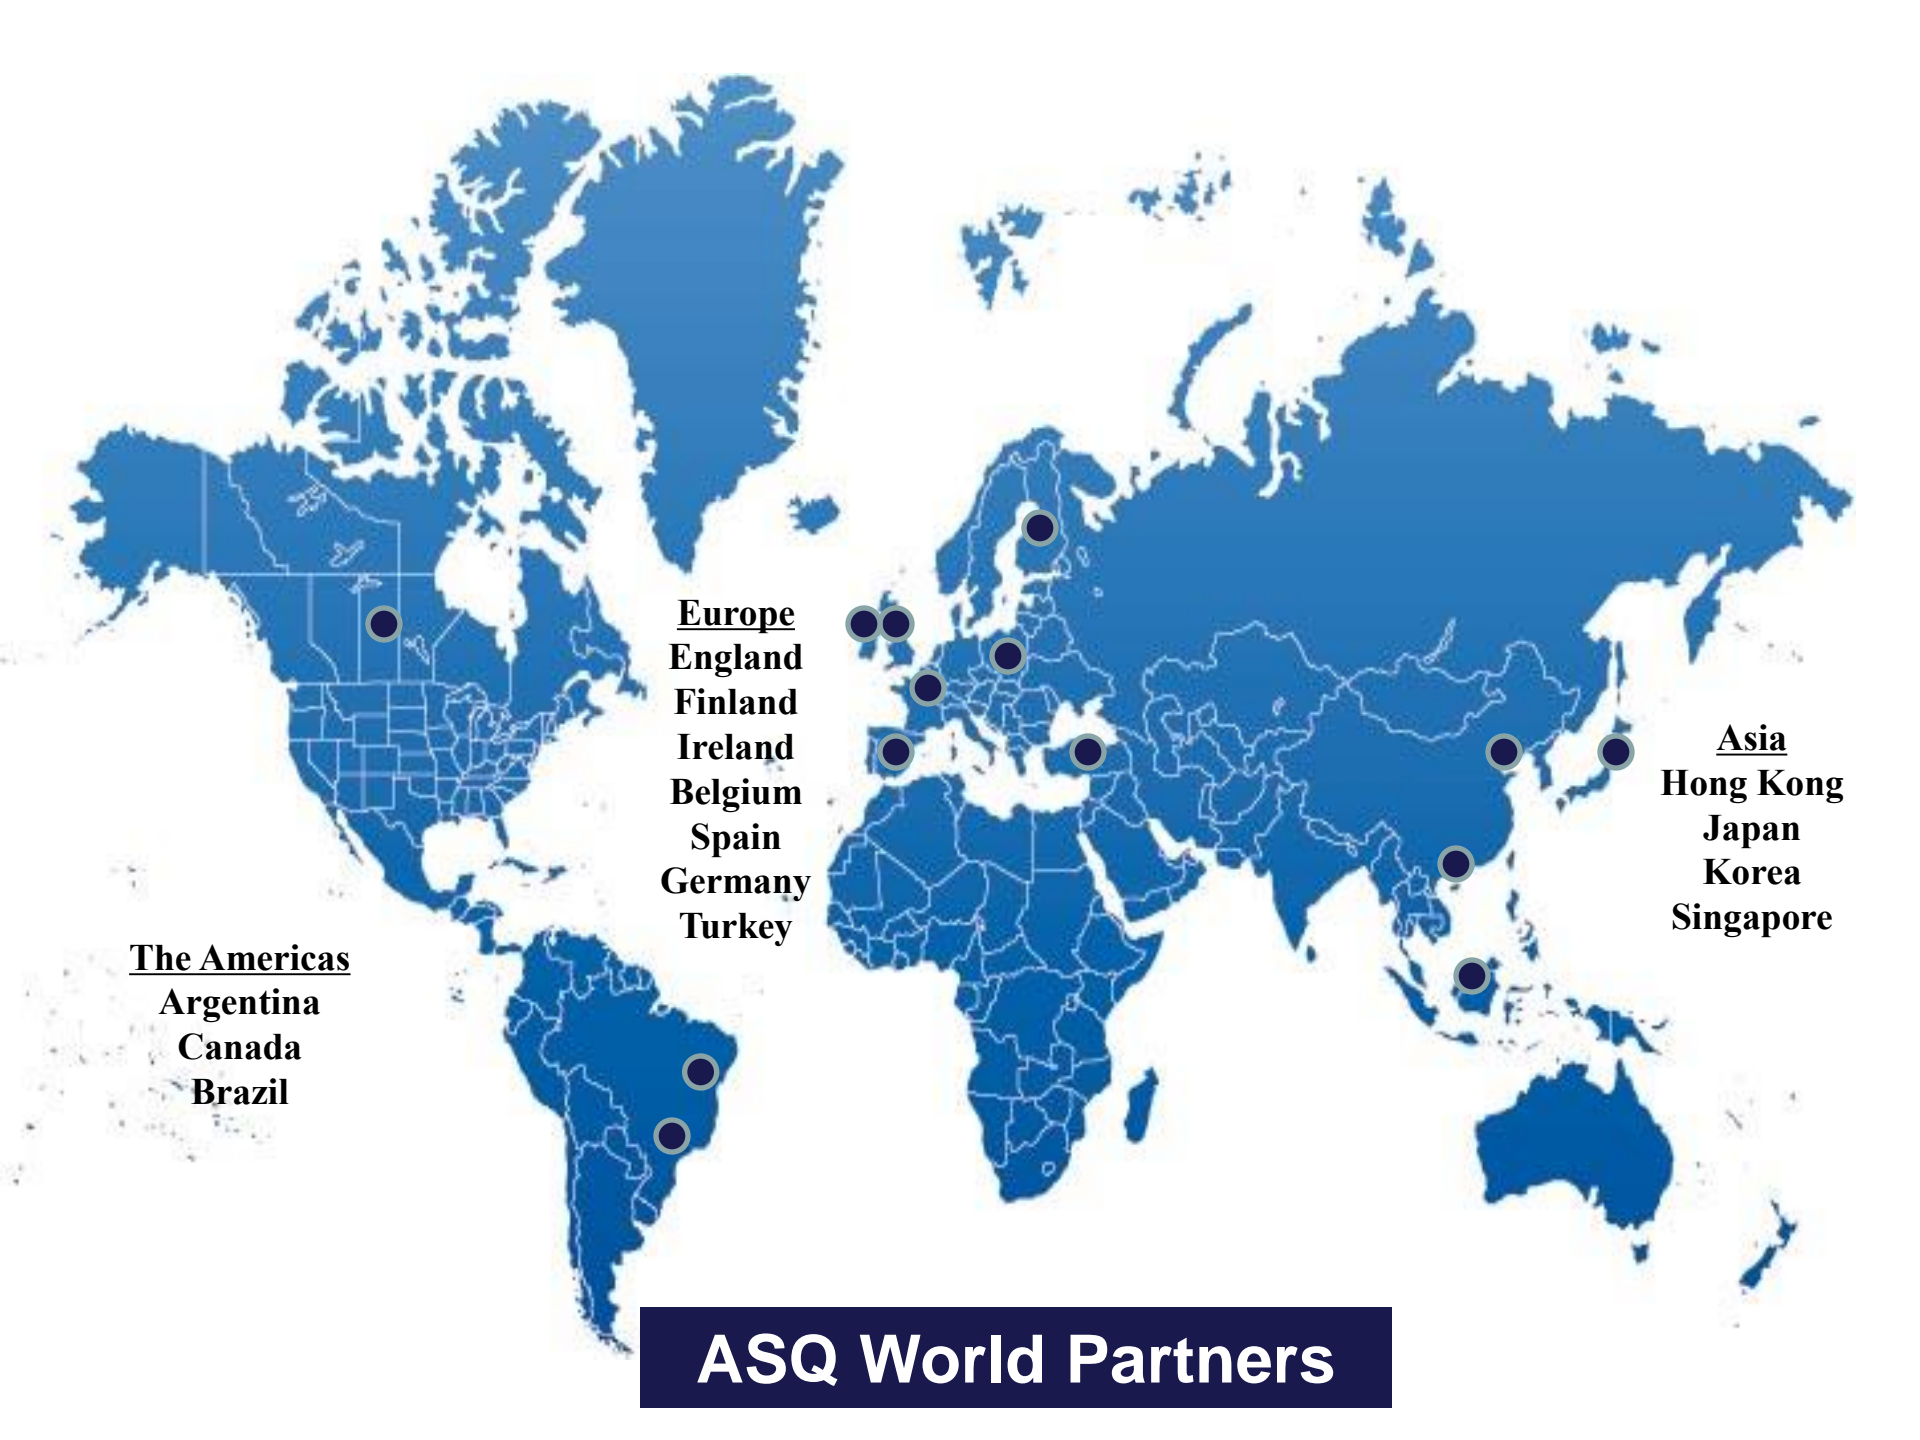 Europe
England
Finland
Ireland
Belgium
Spain
Germany
Turkey
Asia
Hong Kong
Japan
Korea
Singapore
The Americas
Argentina
Canada
Brazil
ASQ World Partners